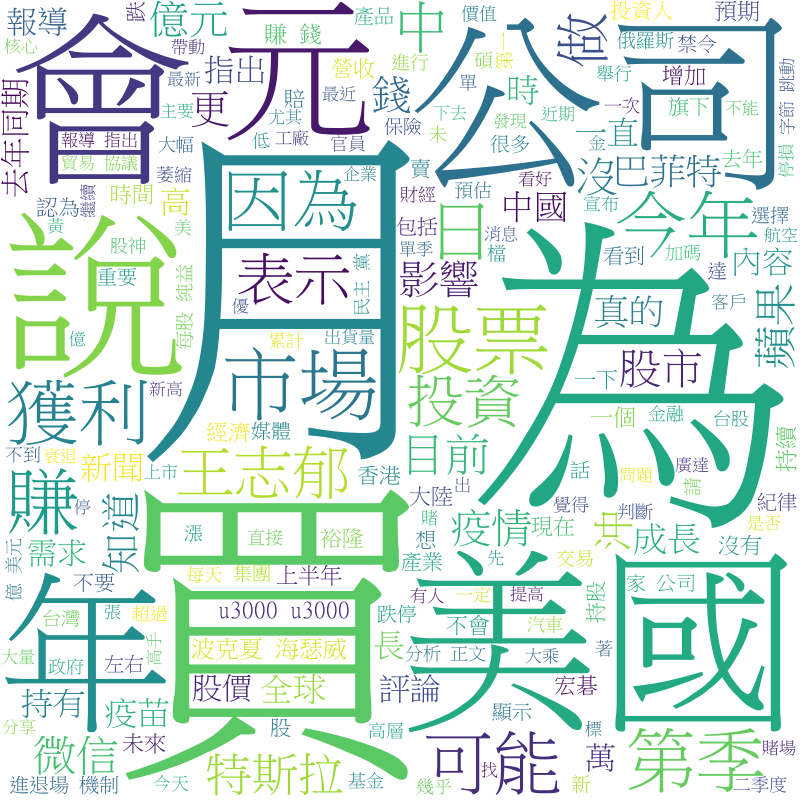 報導
跌
億元
賺 錢
產品
價值
投資人
預期
核心
帶動
中
做
俄羅斯
禁令
會
元
公司
指出
營收
進行
碩
單
第一
舉行
增加
最新
去年同期
更
賠
最近
錢
時
下去
近期
一次
旗下
跳動
字節
不能
主要
尤其
保險
未
發現
一直
一金
報導 指出
大幅
低
工廠
官員
很多
停損
貿易 協議
萎縮
因為
企業
賣
看好
沒
巴菲特
去年
認為
繼續
時間
高
財經
預估
中國
宣布
今年
選擇
黃
美
說
月
為
日
包括
單季
消息
檔
看到
加碼
達
內容
航空
股神
重要
每股 純益
表示
民主 黨
影響
真的
客戶
蘋果
億
優
市場
出貨量
累計
股票
股市
獲利
新高
投資
一下
一個
金融
台股
持續
不到
衰退
新聞
經濟
媒體
上市
王志郁
香港
目前
話
問題
廣達
請
賺
知道
停
買
大陸
出
覺得
判斷
紀律
是否
漲
直接
裕隆
賭
想
疫情
現在
沖
成長
沒有
需求
億 美元
年
不要
每天
集團
上半年
產業
先
交易
美國
家 公司
持股
台灣
張
超過
高手
u3000 u3000
跌停
有人
一定
提高
不會
汽車
著
大量
政府
左右
波克夏 海瑟威
長
分析
正文
大乘
持有
股價
全球
評論
宏碁
分享
疫苗
股
高層
顯示
標
賭場
微信
未來
特斯拉
可能
萬
第季
進退場 機制
今天
基金
幾乎
找
新
二季度